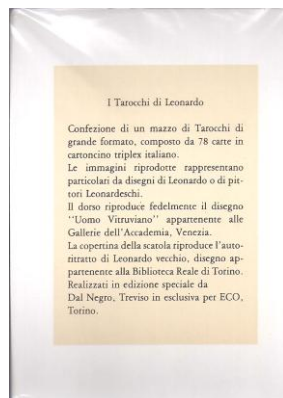 I Tarocchi di Leonardo
Confezione di un mazzo di Tarocchi di
grande formato, composto da 78 carte in
cartoncino triplex italiano.
Le immagini riprodotte rappresentano
particolari da disegni di Leonardo o di pit-
tori Leonardeschi.
Il dorso riproduce fedelmente il disegno
"Uomo Vitruviano" appartenente alle
Gallerie dell'Accademia, Venezia.
La copertina della scatola riproduce l'auto-
ritratto di Leonardo vecchio, disegno ap-
partenente alla Biblioteca Reale di Torino.
Realizzati in edizione speciale da
Dal Negro, Treviso in esclusiva per ECO,
Torino.